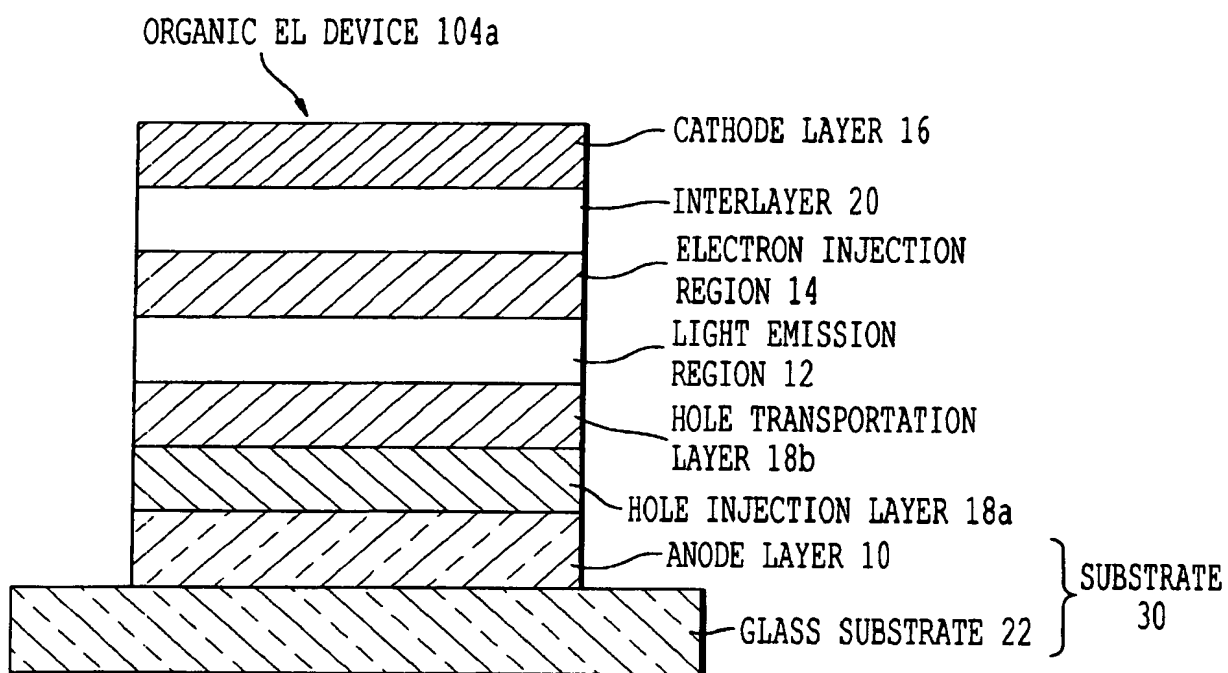 ORGANIC EL DEVICE 104a
CATHODE LAYER 16
INTERLAYER 20
ELECTRON INJECTION
REGION 14
LIGHT EMISSION
REGION 12
HOLE TRANSPORTATION
LAYER 18b
HOLE INJECTION LAYER 18a
ANODE LAYER 10
GLASS SUBSTRATE 22
SUBSTRATE
30